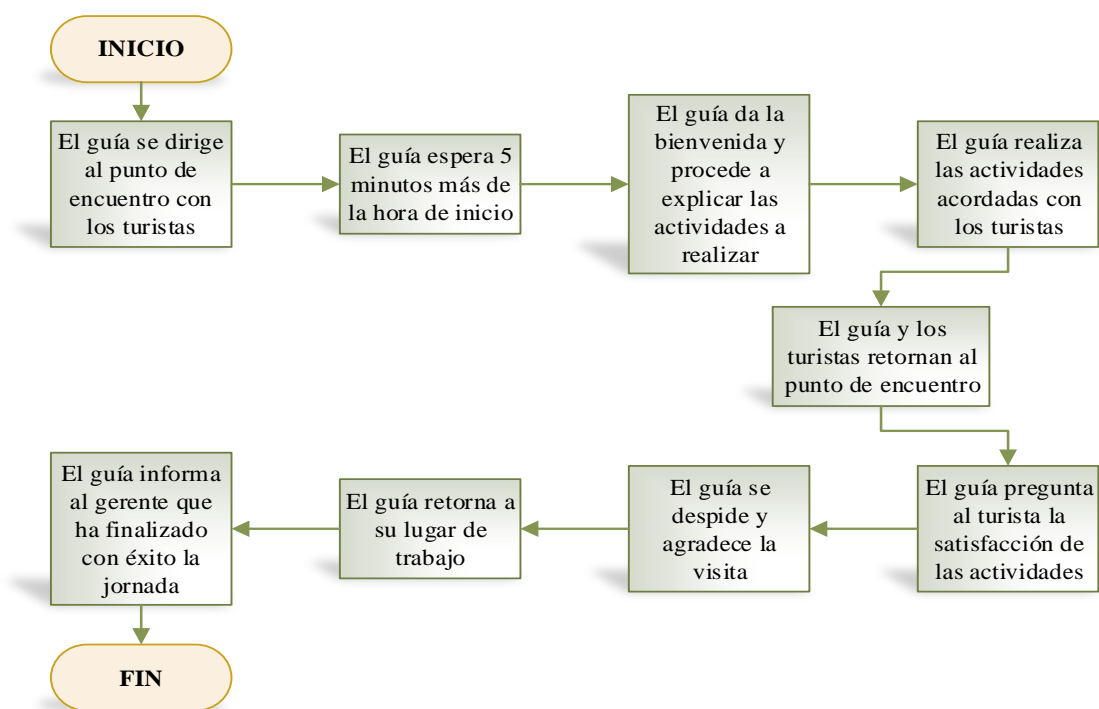 INICIO
El guía se dirige
al punto de
encuentro con
los turistas
El guía espera 5
minutos más de
la hora de inicio
El guía da la
bienvenida y
procede a
explicar las
actividades a
realizar
El guía realiza
las actividades
acordadas con
los turistas
El guía y los
turistas retornan al
punto de encuentro
El guía pregunta
al turista la
satisfacción de
las actividades
El guía se
despide y
agradece la
visita
El guía retorna a
su lugar de
trabajo
El guía informa
al gerente que
ha finalizado
con éxito la
jornada
FIN